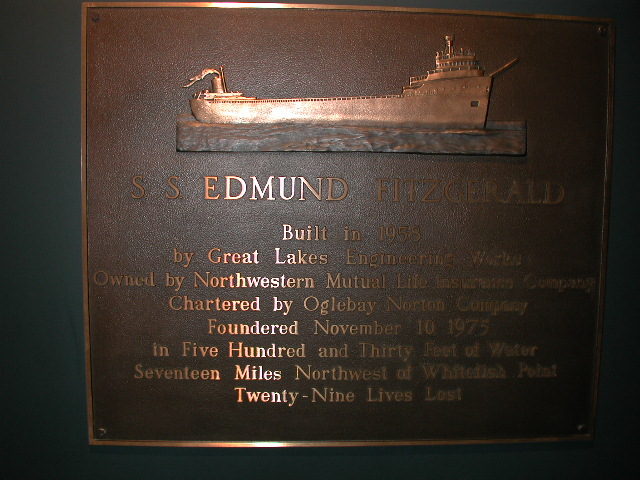 S. S. EDMUND FITZGERALD
Built in 1958
by Great Lakes Engineering Works
Owned by Northwestern Mutual Life Insurance Company
Chartered by Oglebay Norton Company
Foundered November 10 1975
in Five Hundred and Thirty Feet of Water
Seventeen Miles Northwest of Whitefish Point
Twenty-Nine Lives Lost